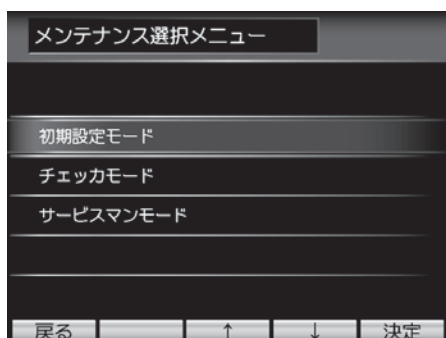 メンテナンス選択メニュー
初期設定モード
チェッカモード
サービスマンモード
戻る ↑ ↓ 決定